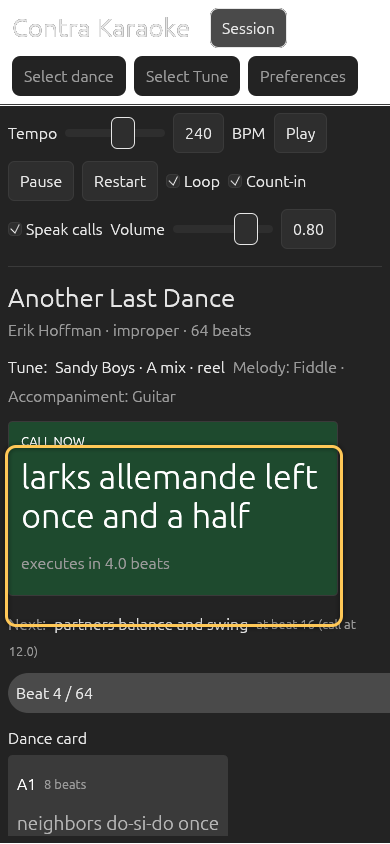 Contra Karaoke Session
Select dance Select Tune Preferences
Tempo 240 BPM Play
Pause Restart Loop Count-in
Speak calls Volume 0.80
Another Last Dance
Erik Hoffman · improper · 64 beats
Tune: Sandy Boys · A mix · reel Melody: Fiddle ·
Accompaniment: Guitar
CALL NOW
larks allemande left
once and a half
executes in 4.0 beats
Next: partners balance and swing at beat 16 (call at
12.0)
Beat 4 / 64
Dance card
A1 8 beats
neighbors do-si-do once